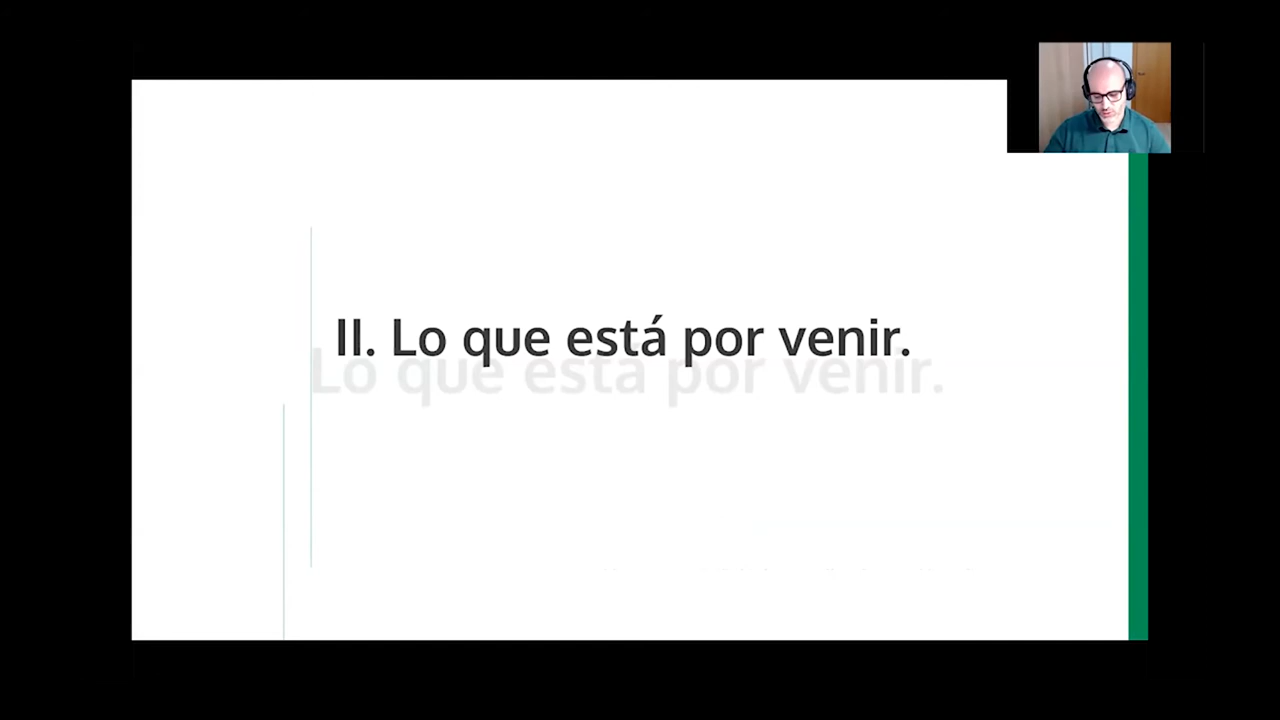 II. Lo que está por venir.
Lo que está por venir.